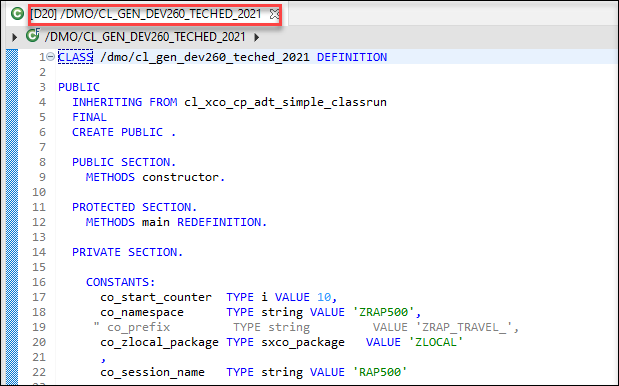 [D20] /DMO/CL_GEN_DEV260_TECHED_2021
/DMO/CL_GEN_DEV260_TECHED_2021
1 CLASS /dmo/cl_gen_dev260_teched_2021 DEFINITION
2
3 PUBLIC
4 INHERITING FROM cl_xco_cp_adt_simple_classrun
5 FINAL
6 CREATE PUBLIC .
7
8 PUBLIC SECTION.
9 METHODS constructor.
10
11 PROTECTED SECTION.
12 METHODS main REDEFINITION.
13
14 PRIVATE SECTION.
15
16 CONSTANTS:
17 co_start_counter TYPE i VALUE 10,
18 co_namespace TYPE string VALUE 'ZRAP500',
19 " co_prefix TYPE string VALUE 'ZRAP_TRAVEL_',
20 co_zlocal_package TYPE sxco_package VALUE 'ZLOCAL'
21 ,
22 co_session_name TYPE string VALUE 'RAP500'